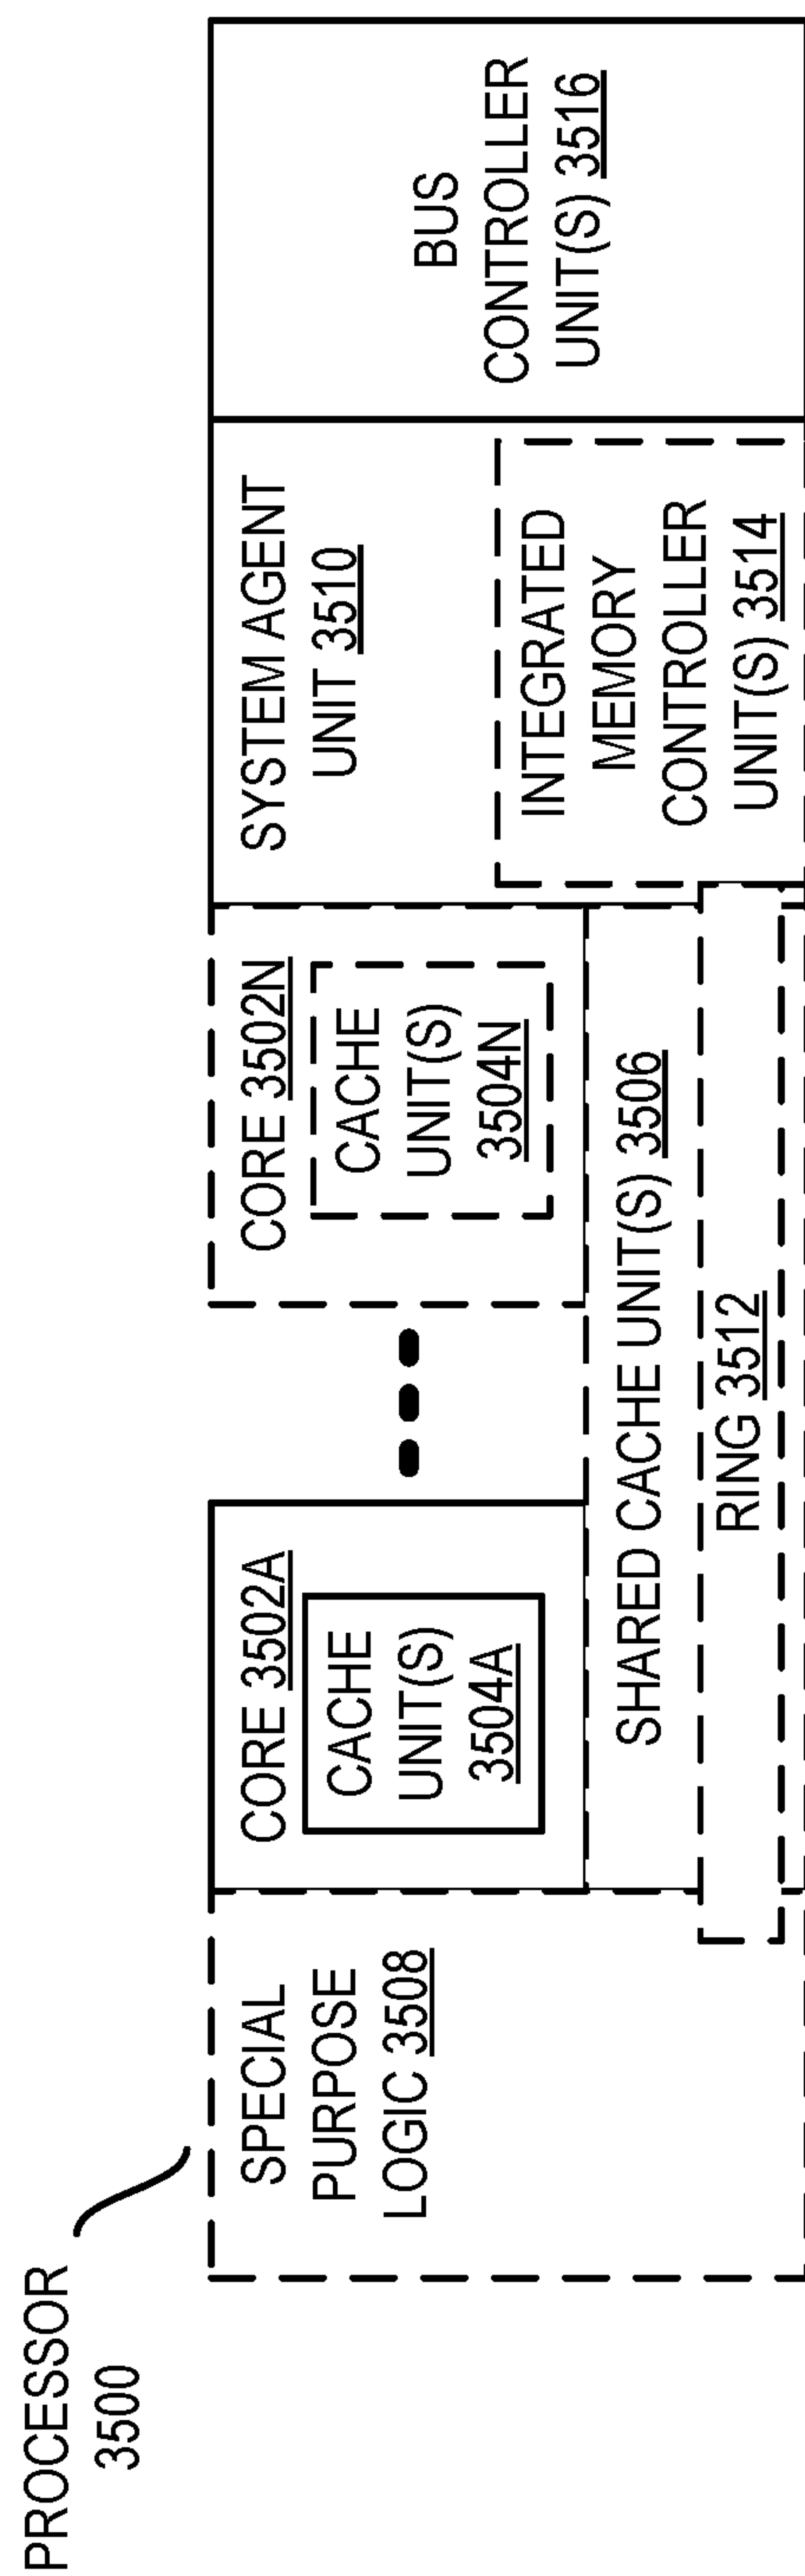 PROCESSOR
3500
SPECIAL
PURPOSE
LOGIC 3508
CORE 3502A
CACHE
UNIT(S)
3504A
CORE 3502N
CACHE
UNIT(S)
3504N
SHARED CACHE UNIT(S) 3506
RING 3512
SYSTEM AGENT
UNIT 3510
INTEGRATED
MEMORY
CONTROLLER
UNIT(S) 3514
BUS
CONTROLLER
UNIT(S) 3516